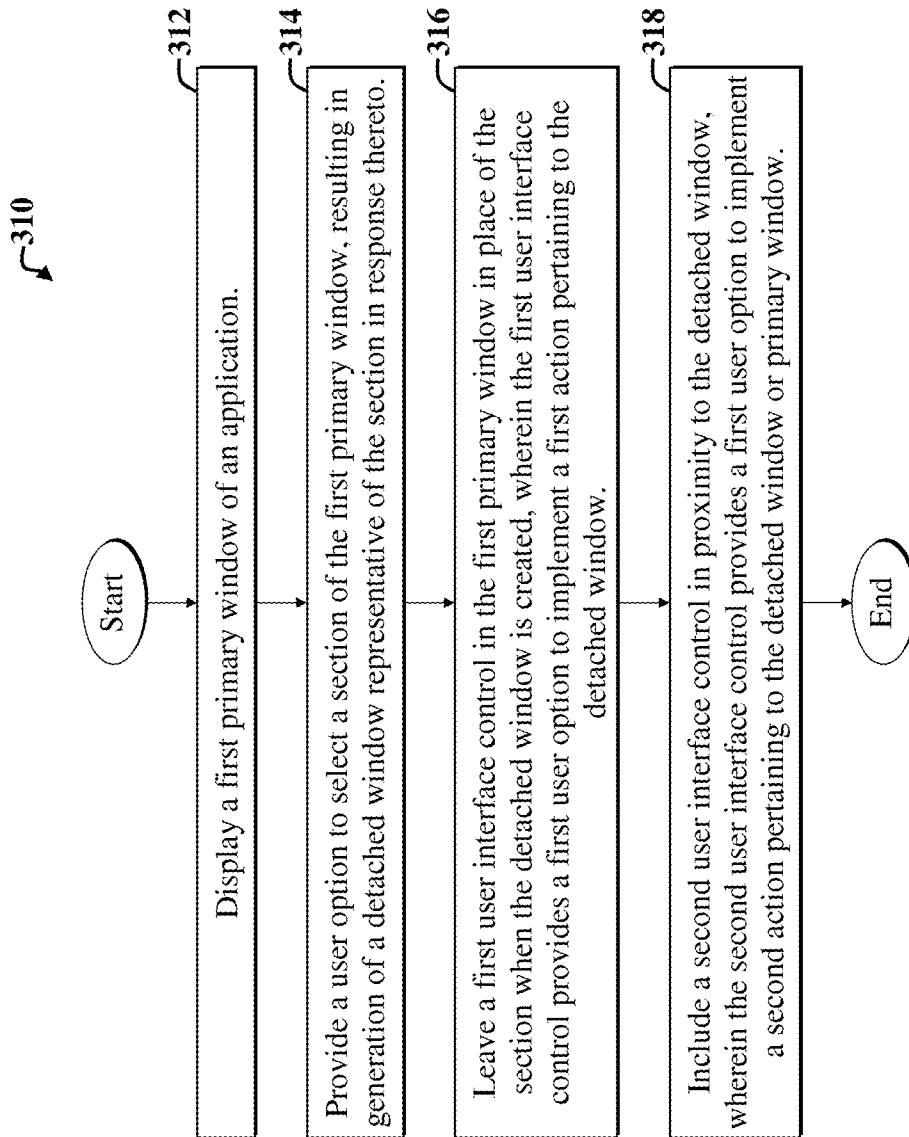 310
Start
312
Display a first primary window of an application.
314
Provide a user option to select a section of the first primary window, resulting in
generation of a detached window representative of the section in response thereto.
316
Leave a first user interface control in the first primary window in place of the
section when the detached window is created, wherein the first user interface
control provides a first user option to implement a first action pertaining to the
detached window.
318
Include a second user interface control in proximity to the detached window,
wherein the second user interface control provides a first user option to implement
a second action pertaining to the detached window or primary window.
End